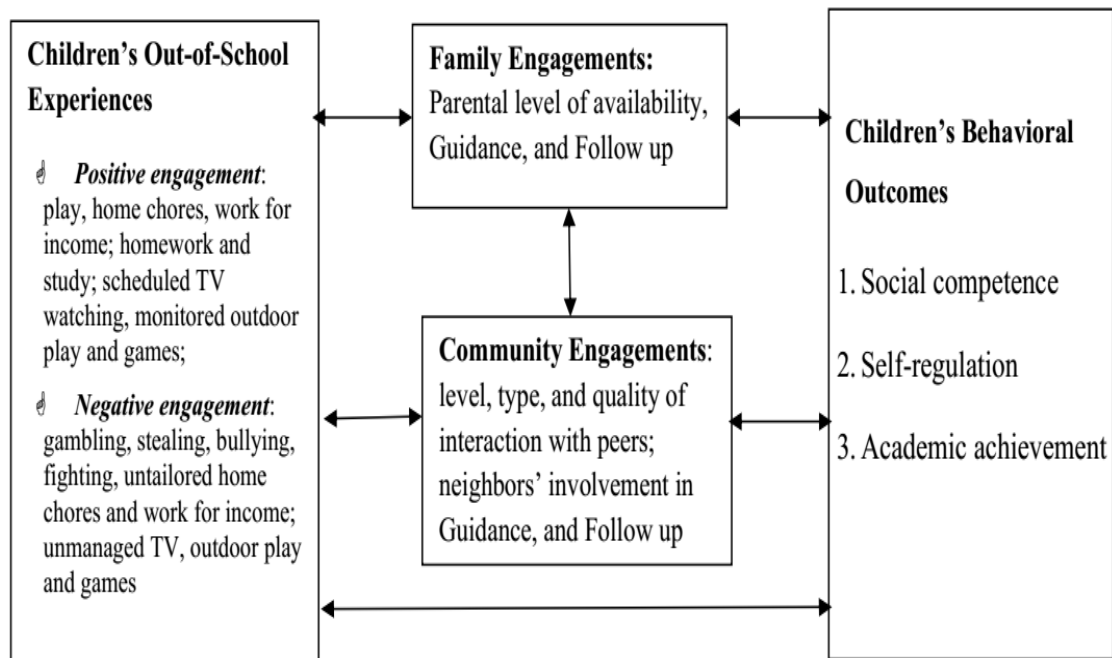 Children's Out-of-School
Experiences
Positive engagement:
play, home chores, work for
income; homework and
study; scheduled TV
watching, monitored outdoor
play and games;
Negative engagement:
gambling, stealing, bullying,
fighting, untailored home
chores and work for income;
unmanaged TV, outdoor play
and games
Family Engagements:
Parental level of availability,
Guidance, and Follow up
Community Engagements:
level, type, and quality of
interaction with peers;
neighbors' involvement in
Guidance, and Follow up
Children's Behavioral
Outcomes
1. Social competence
2. Self-regulation
3. Academic achievement